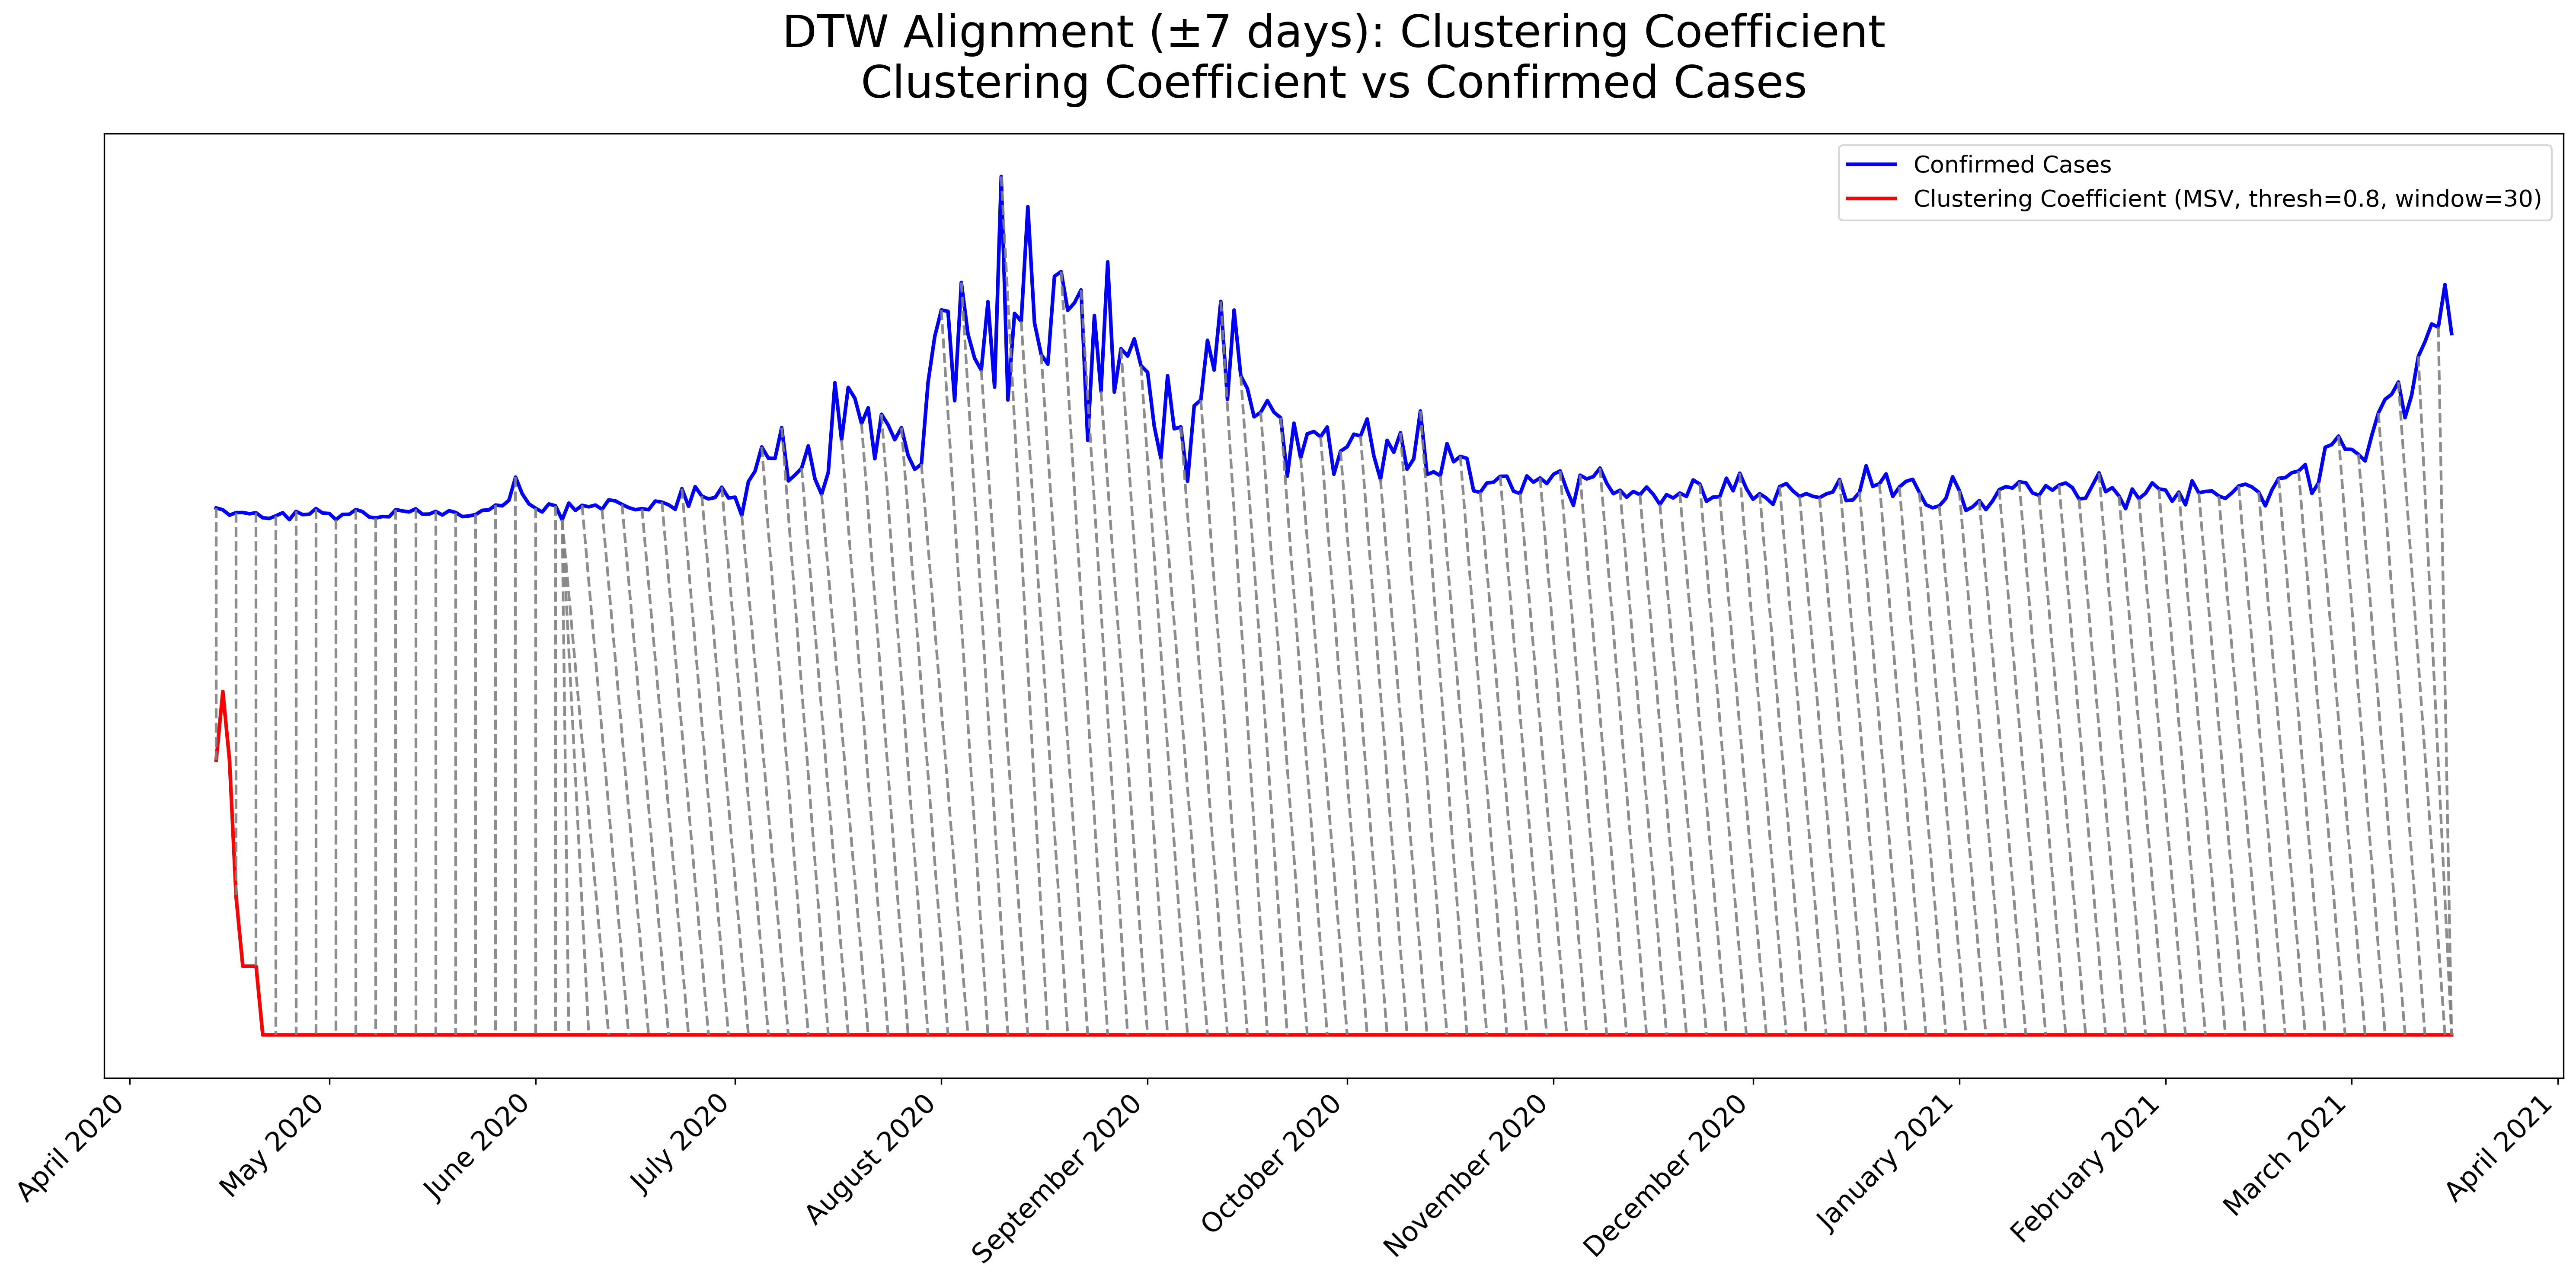 DTW Alignment (±7 days): Clustering Coefficient
Clustering Coefficient vs Confirmed Cases
Confirmed Cases
Clustering Coefficient (MSV, thresh=0.8, window=30)
April 2020
May 2020
June 2020
July 2020
August 2020
September 2020
October 2020
November 2020
December 2020
January 2021
February 2021
March 2021
April 2021